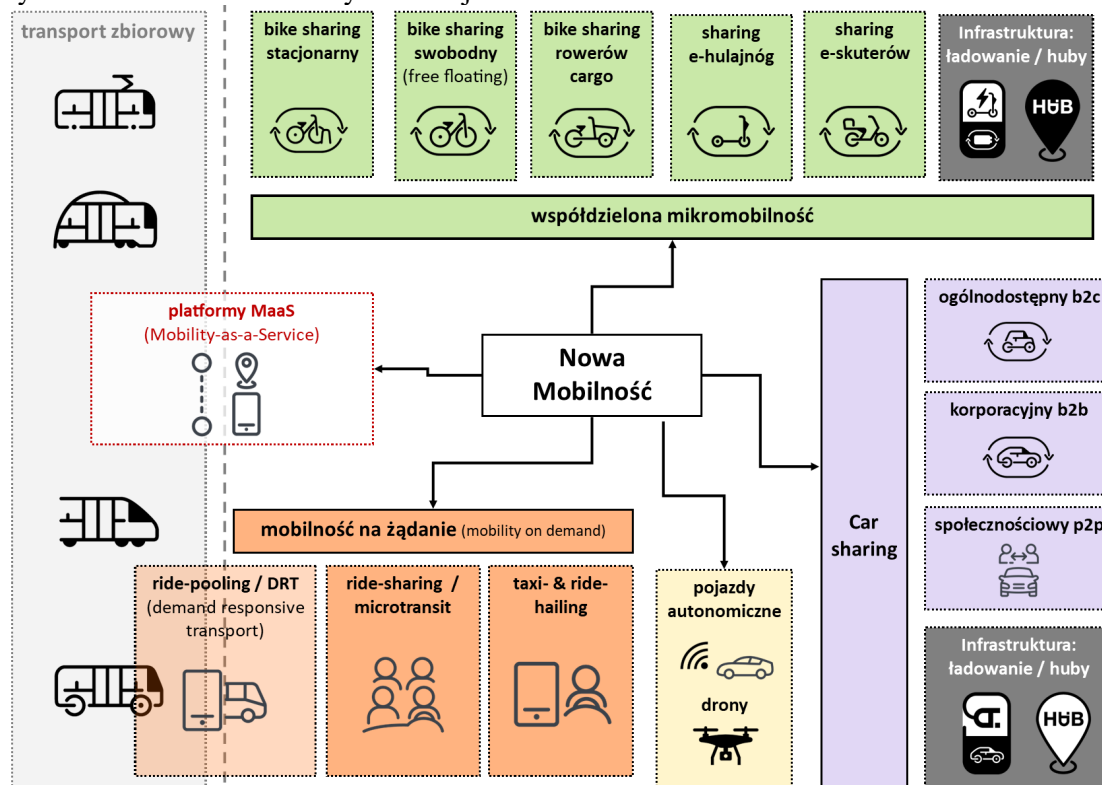 transport zbiorowy
bike sharing
stacjonarny
bike sharing
swobodny
(free floating)
bike sharing
rowerów
cargo
sharing
e-hulajnóg
sharing
e-skuterów
Infrastruktura:
ładowanie / huby
HUB
współdzielona mikromobilność
platformy MaaS
(Mobility-as-a-Service)
Nowa
Mobilność
ogólnodostępny b2c
korporacyjny b2b
społecznościowy p2p
Car
sharing
mobilność na żądanie (mobility on demand)
ride-pooling / DRT
(demand responsive
transport)
ride-sharing /
microtransit
taxi- & ride-
hailing
pojazdy
autonomiczne
drony
Infrastruktura:
ładowanie / huby
HUB